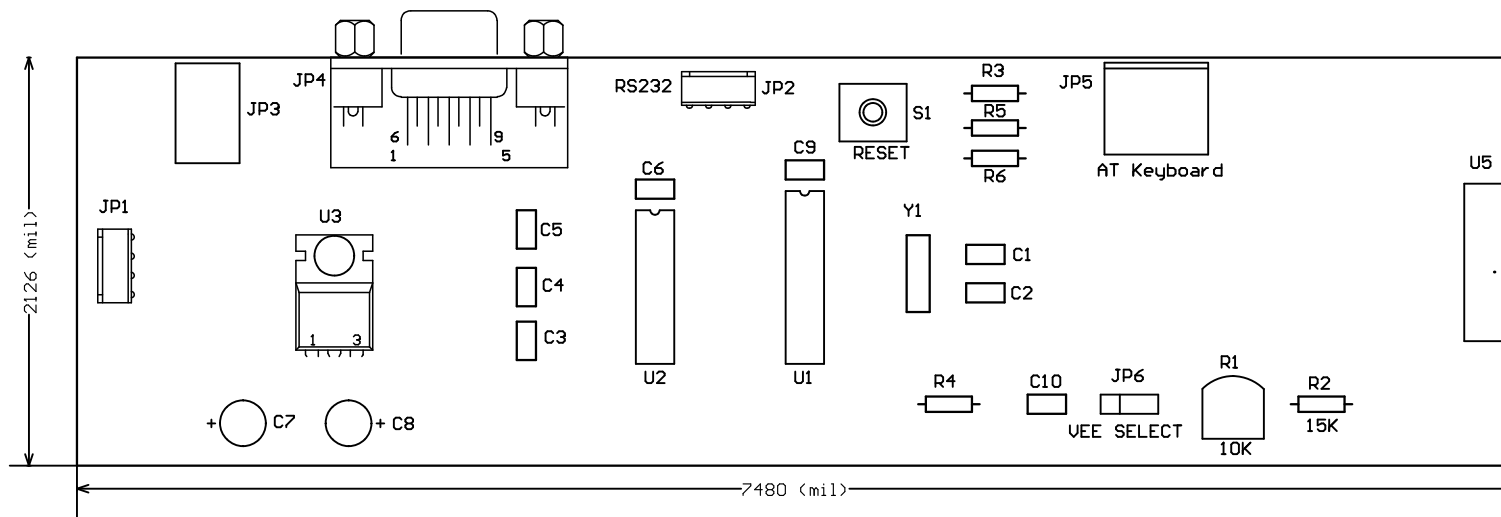 R3
JP4
JP5
RS232
JP2
JP3
S1
R5
6
9
1
5
C9
RESET
R6
C6
AT Keyboard
U5
JP1
U3
Y1
C5
C1
2126 (mil)
C4
C2
1
3
C3
U2
U1
R4
C10
JP6
R1
R2
+
C7
+
C8
VEE SELECT
15K
10K
7480 (mil)